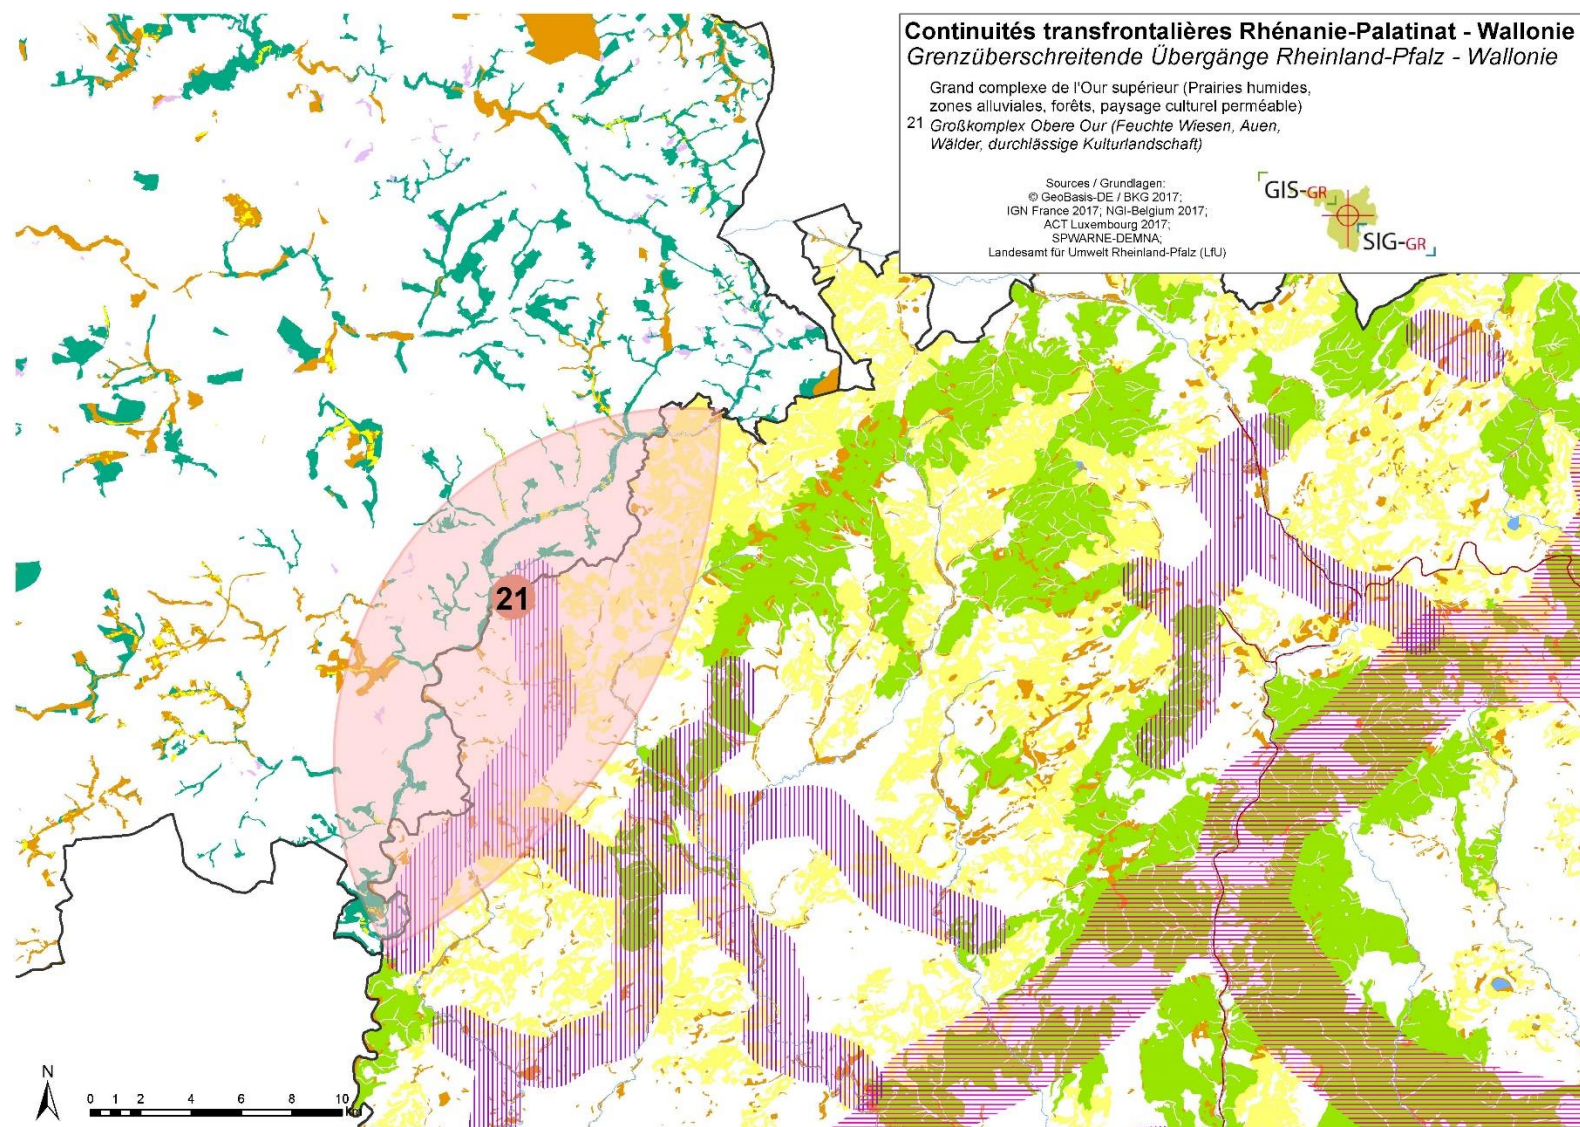 Continuités transfrontalières Rhénanie-Palatinat - Wallonie
Grenzüberschreitende Übergänge Rheinland-Pfalz - Wallonie
Grand complexe de l'Our supérieur (Prairies humides,
zones alluviales, forêts, paysage culturel perméable)
21 Großkomplex Obere Our (Feuchte Wiesen, Auen,
Wälder, durchlässige Kulturlandschaft)
Sources / Grundlagen:
© GeoBasis-DE / BKG 2017;
IGN France 2017; NGI-Belgium 2017;
ACT Luxembourg 2017;
SPWARNE-DEMNA;
Landesamt für Umwelt Rheinland-Pfalz (LfU)
GIS-GR
SIG-GR
21
N
0 1 2 4 6 8 10